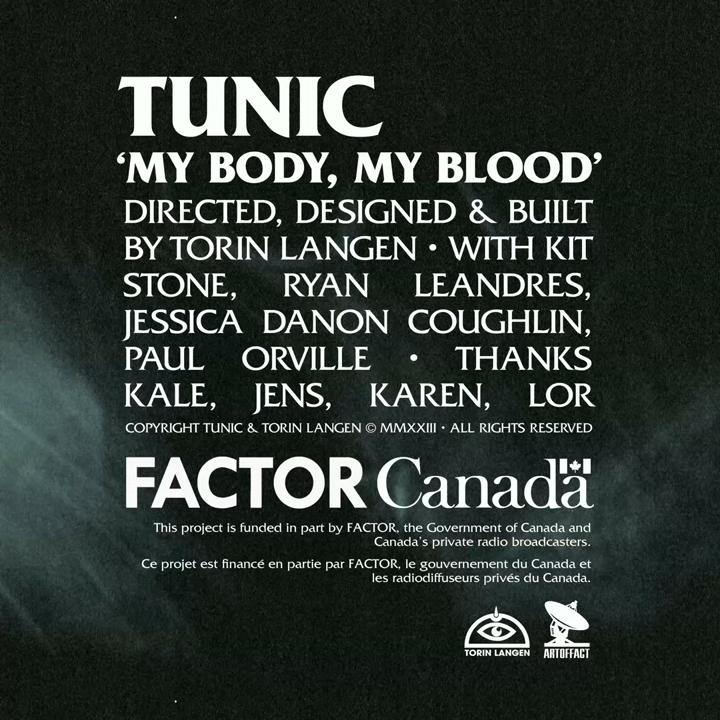 TUNIC
‘MY BODY, MY BLOOD’
DIRECTED, DESIGNED & BUILT
BY TORIN LANGEN • WITH KIT
STONE, RYAN LEANDRES,
JESSICA DANON COUGHLIN,
PAUL ORVILLE • THANKS
KALE, JENS, KAREN, LOR
COPYRIGHT TUNIC & TORIN LANGEN © MMXXIII • ALL RIGHTS RESERVED
FACTOR Canada
This project is funded in part by FACTOR, the Government of Canada and
Canada's private radio broadcasters.
Ce projet est financé en partie par FACTOR, le gouvernement du Canada et
les radiodiffuseurs privés du Canada.
TORIN LANGEN
ARTOFFACT